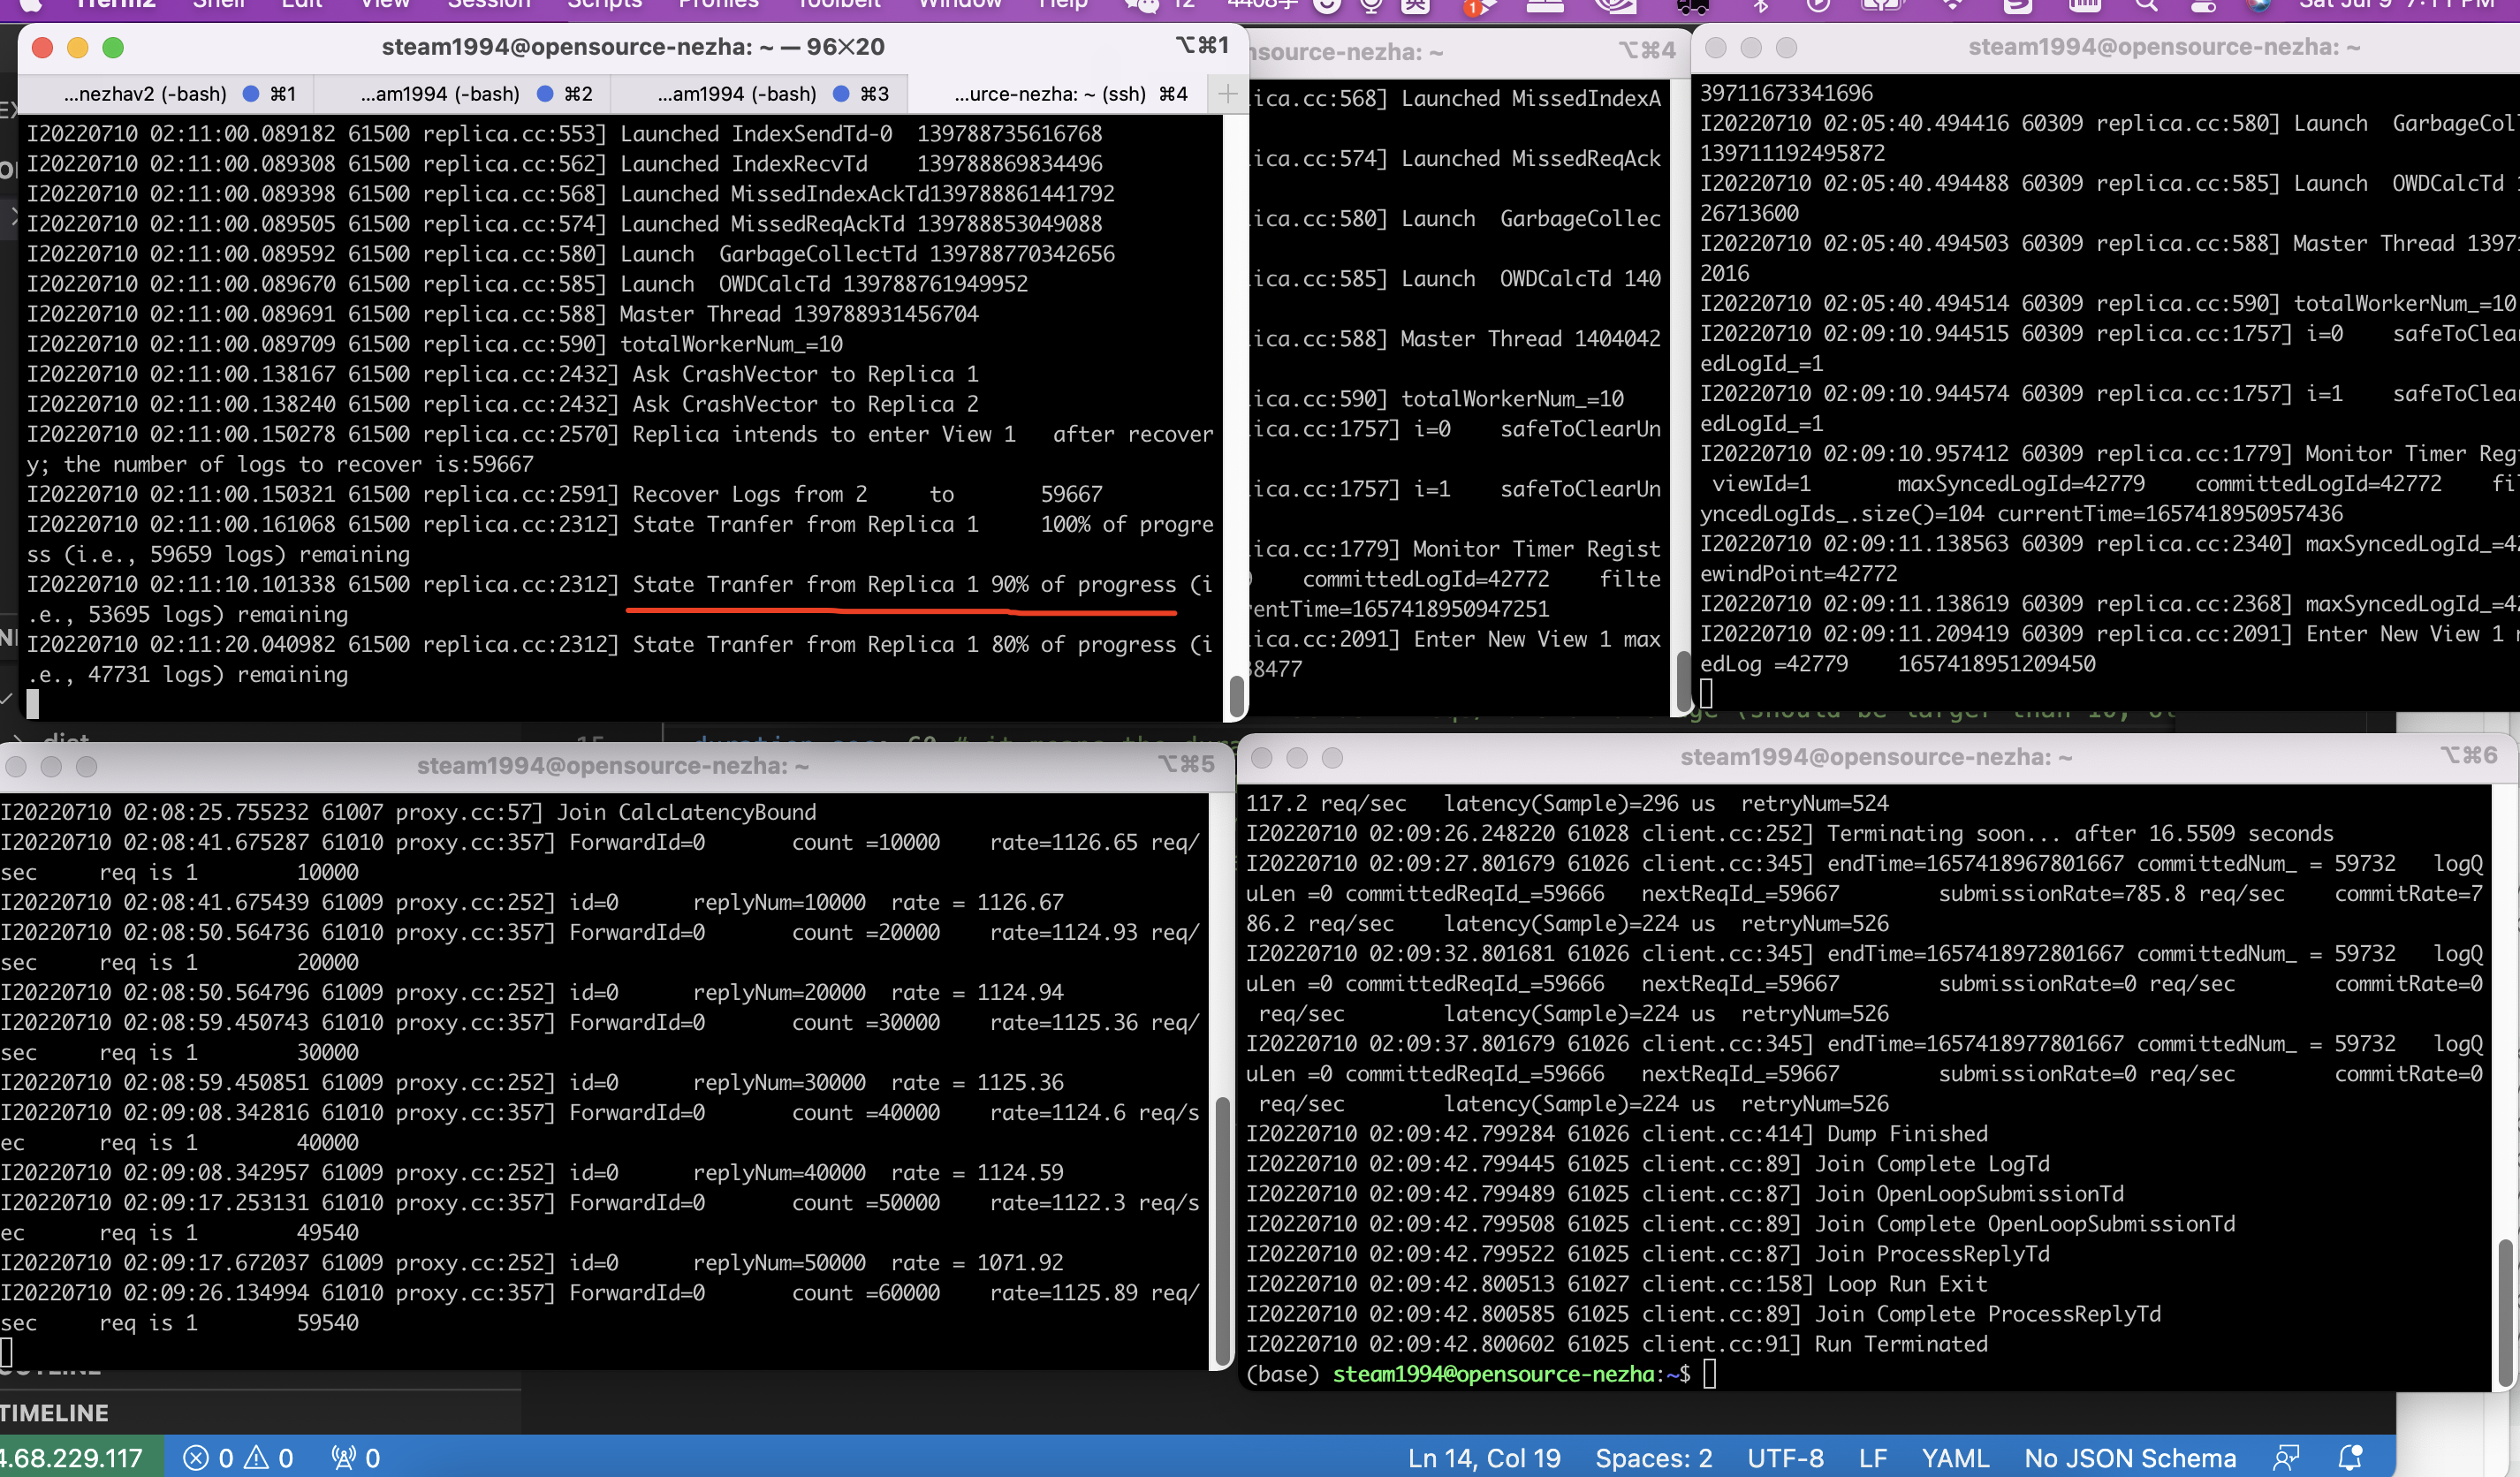 iTerm2 Shell Edit View Session Scripts Profiles Toolbelt Window Help 12 Sat Jul 9 7:11 PM
steam1994@opensource-nezha: ~ — 96×20 ⌥⌘1
...nezhav2 (-bash) ⌘1 ...am1994 (-bash) ⌘2 ...am1994 (-bash) ⌘3 ...urce-nezha: ~ (ssh) ⌘4
I20220710 02:11:00.089182 61500 replica.cc:553] Launched IndexSendTd-0 139788735616768
I20220710 02:11:00.089308 61500 replica.cc:562] Launched IndexRecvTd 139788869834496
I20220710 02:11:00.089398 61500 replica.cc:568] Launched MissedIndexAckTd139788861441792
I20220710 02:11:00.089505 61500 replica.cc:574] Launched MissedReqAckTd 139788853049088
I20220710 02:11:00.089592 61500 replica.cc:580] Launch GarbageCollectTd 139788770342656
I20220710 02:11:00.089670 61500 replica.cc:585] Launch OWDCalcTd 139788761949952
I20220710 02:11:00.089691 61500 replica.cc:588] Master Thread 139788931456704
I20220710 02:11:00.089709 61500 replica.cc:590] totalWorkerNum_=10
I20220710 02:11:00.138167 61500 replica.cc:2432] Ask CrashVector to Replica 1
I20220710 02:11:00.138240 61500 replica.cc:2432] Ask CrashVector to Replica 2
I20220710 02:11:00.150278 61500 replica.cc:2570] Replica intends to enter View 1 after recover
y; the number of logs to recover is:59667
I20220710 02:11:00.150321 61500 replica.cc:2591] Recover Logs from 2 to 59667
I20220710 02:11:00.161068 61500 replica.cc:2312] State Tranfer from Replica 1 100% of progre
ss (i.e., 59659 logs) remaining
I20220710 02:11:10.101338 61500 replica.cc:2312] State Tranfer from Replica 1 90% of progress (i
.e., 53695 logs) remaining
I20220710 02:11:20.040982 61500 replica.cc:2312] State Tranfer from Replica 1 80% of progress (i
.e., 47731 logs) remaining
nsource-nezha: ~ ⌥⌘4
ica.cc:568] Launched MissedIndexA
ica.cc:574] Launched MissedReqAck
ica.cc:580] Launch GarbageCollec
ica.cc:585] Launch OWDCalcTd 140
ica.cc:588] Master Thread 1404042
ica.cc:590] totalWorkerNum_=10
ica.cc:1757] i=0 safeToClearUn
ica.cc:1757] i=1 safeToClearUn
ica.cc:1779] Monitor Timer Regist
committedLogId=42772 filte
rentTime=1657418950947251
ica.cc:2091] Enter New View 1 max
38477
steam1994@opensource-nezha: ~
39711673341696
I20220710 02:05:40.494416 60309 replica.cc:580] Launch GarbageCol
139711192495872
I20220710 02:05:40.494488 60309 replica.cc:585] Launch OWDCalcTd
26713600
I20220710 02:05:40.494503 60309 replica.cc:588] Master Thread 1397
2016
I20220710 02:05:40.494514 60309 replica.cc:590] totalWorkerNum_=10
I20220710 02:09:10.944515 60309 replica.cc:1757] i=0 safeToClea
edLogId_=1
I20220710 02:09:10.944574 60309 replica.cc:1757] i=1 safeToClea
edLogId_=1
I20220710 02:09:10.957412 60309 replica.cc:1779] Monitor Timer Reg
viewId=1 maxSyncedLogId=42779 committedLogId=42772 fi
yncedLogIds_.size()=104 currentTime=1657418950957436
I20220710 02:09:11.138563 60309 replica.cc:2340] maxSyncedLogId_=4
ewindPoint=42772
I20220710 02:09:11.138619 60309 replica.cc:2368] maxSyncedLogId_=4
I20220710 02:09:11.209419 60309 replica.cc:2091] Enter New View 1
edLog =42779 1657418951209450
dist
15
steam1994@opensource-nezha: ~ ⌥⌘5
I20220710 02:08:25.755232 61007 proxy.cc:57] Join CalcLatencyBound
I20220710 02:08:41.675287 61010 proxy.cc:357] ForwardId=0 count =10000 rate=1126.65 req/
sec req is 1 10000
I20220710 02:08:41.675439 61009 proxy.cc:252] id=0 replyNum=10000 rate = 1126.67
I20220710 02:08:50.564736 61010 proxy.cc:357] ForwardId=0 count =20000 rate=1124.93 req/
sec req is 1 20000
I20220710 02:08:50.564796 61009 proxy.cc:252] id=0 replyNum=20000 rate = 1124.94
I20220710 02:08:59.450743 61010 proxy.cc:357] ForwardId=0 count =30000 rate=1125.36 req/
sec req is 1 30000
I20220710 02:08:59.450851 61009 proxy.cc:252] id=0 replyNum=30000 rate = 1125.36
I20220710 02:09:08.342816 61010 proxy.cc:357] ForwardId=0 count =40000 rate=1124.6 req/s
ec req is 1 40000
I20220710 02:09:08.342957 61009 proxy.cc:252] id=0 replyNum=40000 rate = 1124.59
I20220710 02:09:17.253131 61010 proxy.cc:357] ForwardId=0 count =50000 rate=1122.3 req/s
ec req is 1 49540
I20220710 02:09:17.672037 61009 proxy.cc:252] id=0 replyNum=50000 rate = 1071.92
I20220710 02:09:26.134994 61010 proxy.cc:357] ForwardId=0 count =60000 rate=1125.89 req/
sec req is 1 59540
steam1994@opensource-nezha: ~ ⌥⌘6
117.2 req/sec latency(Sample)=296 us retryNum=524
I20220710 02:09:26.248220 61028 client.cc:252] Terminating soon... after 16.5509 seconds
I20220710 02:09:27.801679 61026 client.cc:345] endTime=1657418967801667 committedNum_ = 59732 logQ
uLen =0 committedReqId_=59666 nextReqId_=59667 submissionRate=785.8 req/sec commitRate=7
86.2 req/sec latency(Sample)=224 us retryNum=526
I20220710 02:09:32.801681 61026 client.cc:345] endTime=1657418972801667 committedNum_ = 59732 logQ
uLen =0 committedReqId_=59666 nextReqId_=59667 submissionRate=0 req/sec commitRate=0
req/sec latency(Sample)=224 us retryNum=526
I20220710 02:09:37.801679 61026 client.cc:345] endTime=1657418977801667 committedNum_ = 59732 logQ
uLen =0 committedReqId_=59666 nextReqId_=59667 submissionRate=0 req/sec commitRate=0
req/sec latency(Sample)=224 us retryNum=526
I20220710 02:09:42.799284 61026 client.cc:414] Dump Finished
I20220710 02:09:42.799445 61025 client.cc:89] Join Complete LogTd
I20220710 02:09:42.799489 61025 client.cc:87] Join OpenLoopSubmissionTd
I20220710 02:09:42.799508 61025 client.cc:89] Join Complete OpenLoopSubmissionTd
I20220710 02:09:42.799522 61025 client.cc:87] Join ProcessReplyTd
I20220710 02:09:42.800513 61027 client.cc:158] Loop Run Exit
I20220710 02:09:42.800585 61025 client.cc:89] Join Complete ProcessReplyTd
I20220710 02:09:42.800602 61025 client.cc:91] Run Terminated
(base) steam1994@opensource-nezha:~$
OUTLINE
TIMELINE
4.68.229.117 0 0 0 Ln 14, Col 19 Spaces: 2 UTF-8 LF YAML No JSON Schema